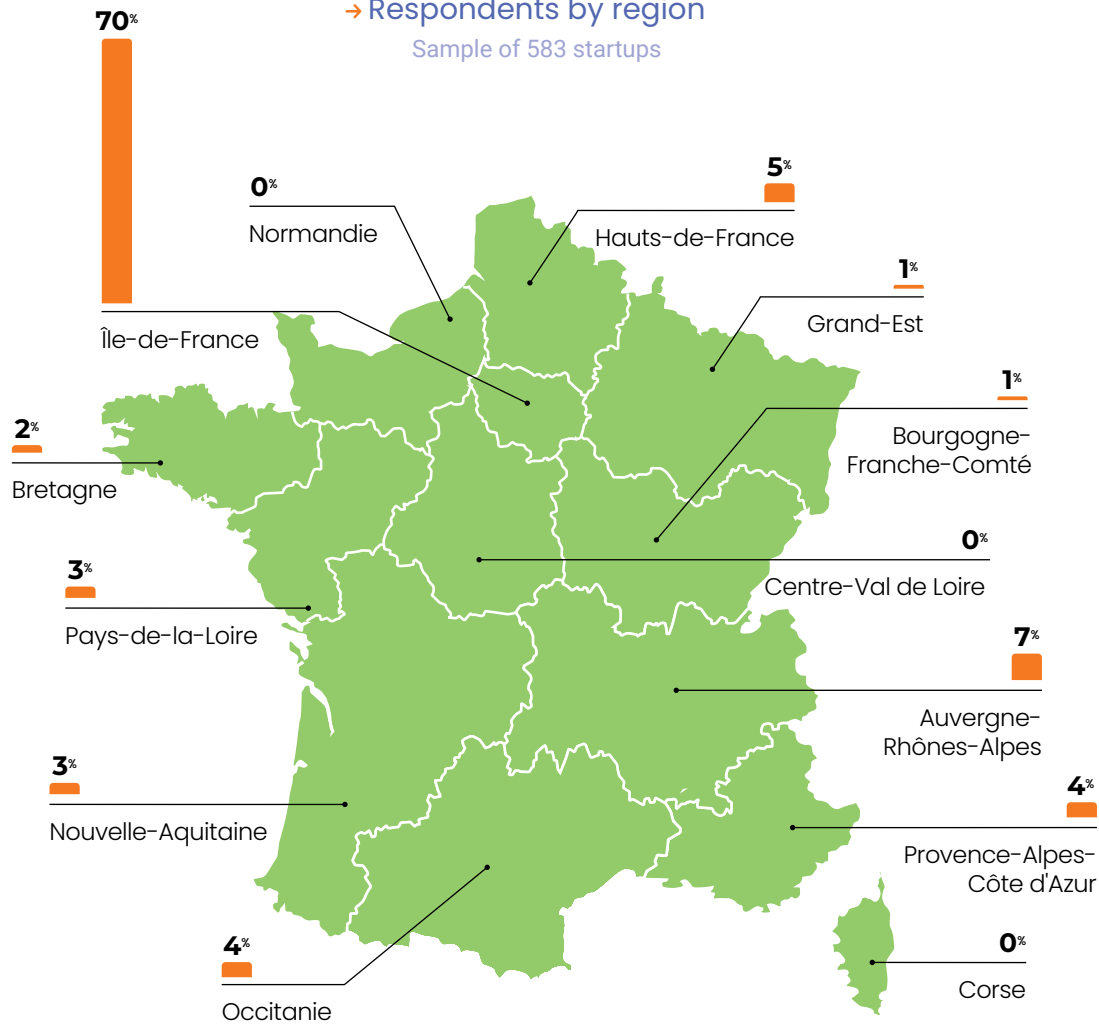 → Respondents by region
Sample of 583 startups
70%
Île-de-France
0%
Normandie
5%
Hauts-de-France
1%
Grand-Est
1%
Bourgogne-
Franche-Comté
2%
Bretagne
0%
Centre-Val de Loire
3%
Pays-de-la-Loire
7%
Auvergne-
Rhônes-Alpes
3%
Nouvelle-Aquitaine
4%
Provence-Alpes-
Côte d'Azur
4%
Occitanie
0%
Corse